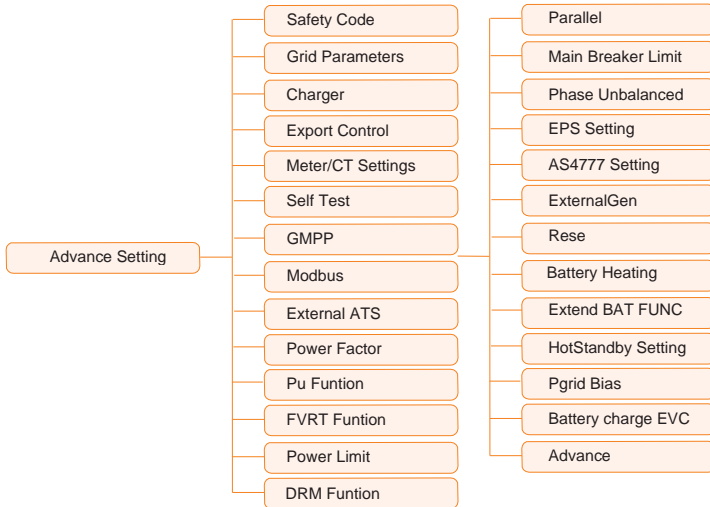 Advance Setting
Safety Code
Grid Parameters
Charger
Export Control
Meter/CT Settings
Self Test
GMPP
Modbus
External ATS
Power Factor
Pu Funtion
FVRT Funtion
Power Limit
DRM Funtion
Parallel
Main Breaker Limit
Phase Unbalanced
EPS Setting
AS4777 Setting
ExternalGen
Rese
Battery Heating
Extend BAT FUNC
HotStandby Setting
Pgrid Bias
Battery charge EVC
Advance